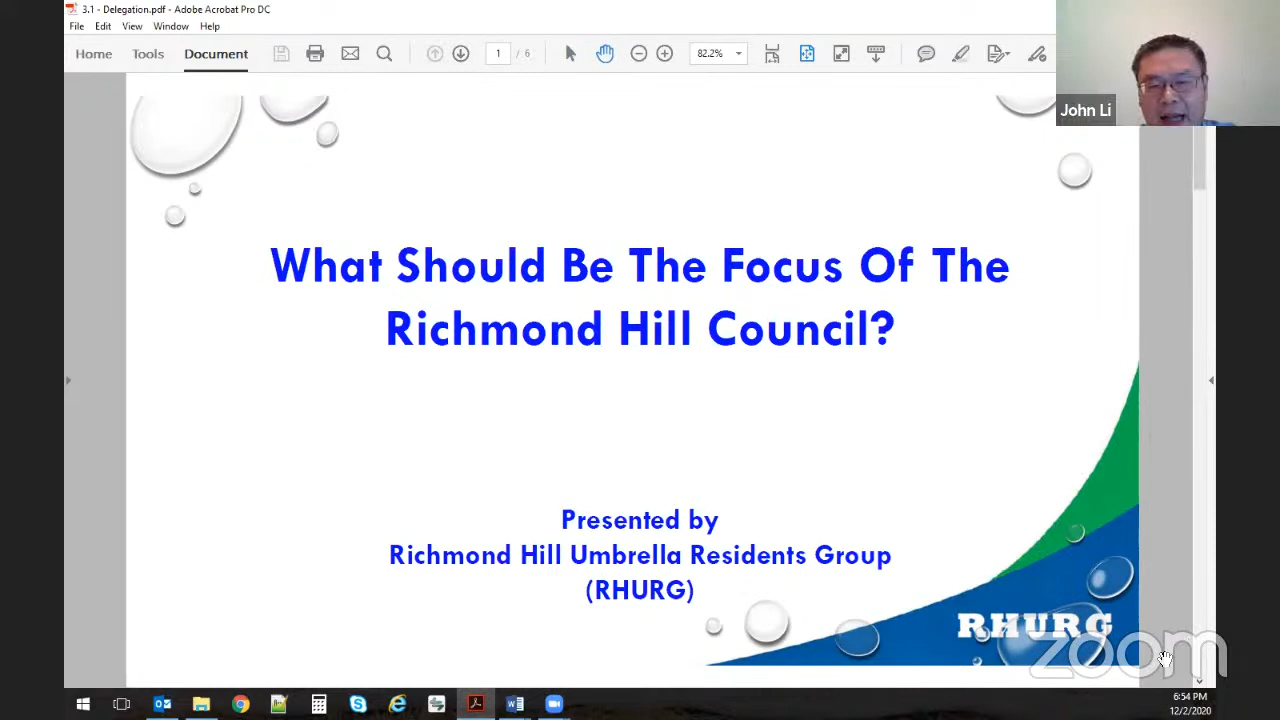 3.1 - Delegation.pdf - Adobe Acrobat Pro DC
File Edit View Window Help
Home Tools Document 1 / 6 82.2%
John Li
What Should Be The Focus Of The
Richmond Hill Council?
Presented by
Richmond Hill Umbrella Residents Group
(RHURG)
RHURG
zoom
6:54 PM
12/2/2020